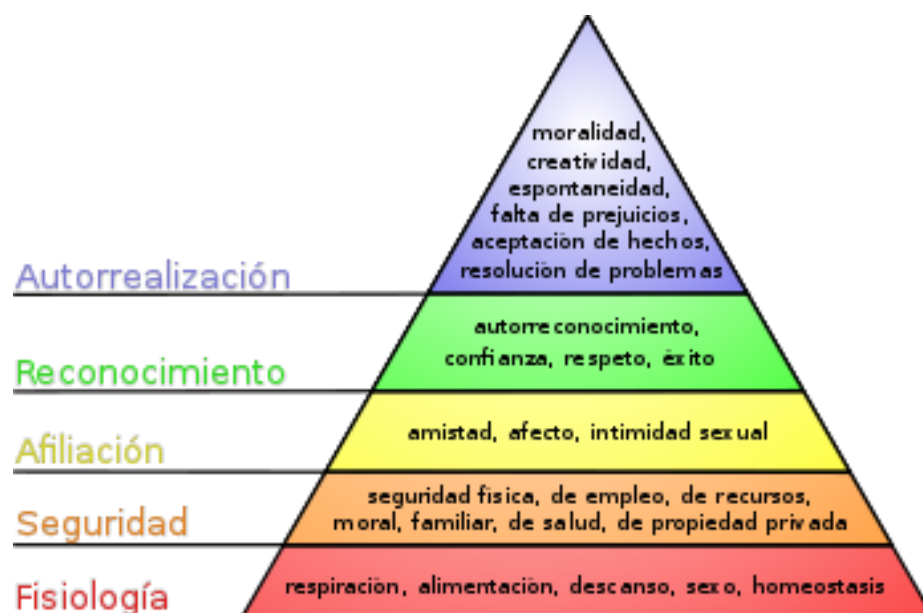 moralidad,
creatividad,
espontaneidad,
falta de prejuicios,
aceptación de hechos,
resolución de problemas
Autorrealización
autorreconocimiento,
confianza, respeto, éxito
Reconocimiento
amistad, afecto, intimidad sexual
Afiliación
seguridad física, de empleo, de recursos,
moral, familiar, de salud, de propiedad privada
Seguridad
respiración, alimentación, descanso, sexo, homeostasis
Fisiología